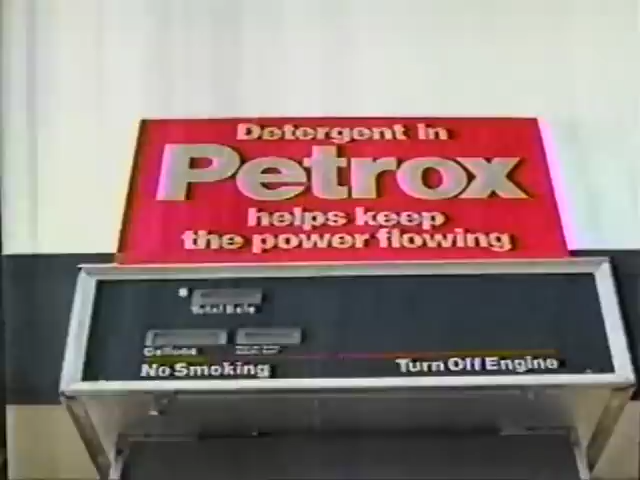 Detergent in
Petrox
helps keep
the power flowing
$
Total Sale
Gallons
No Smoking
Turn Off Engine